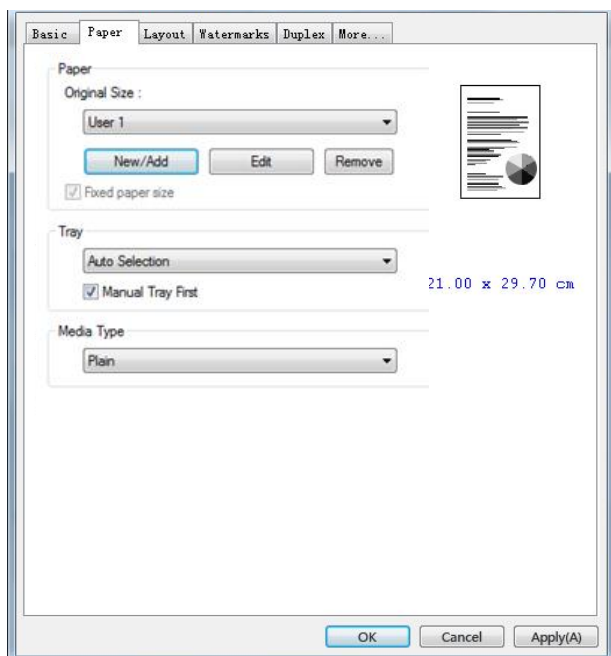 Basic Paper Layout Watermarks Duplex More...
Paper
Original Size :
User 1
New/Add Edit Remove
Fixed paper size
Tray
Auto Selection
Manual Tray First
21.00 x 29.70 cm
Media Type
Plain
OK Cancel Apply(A)